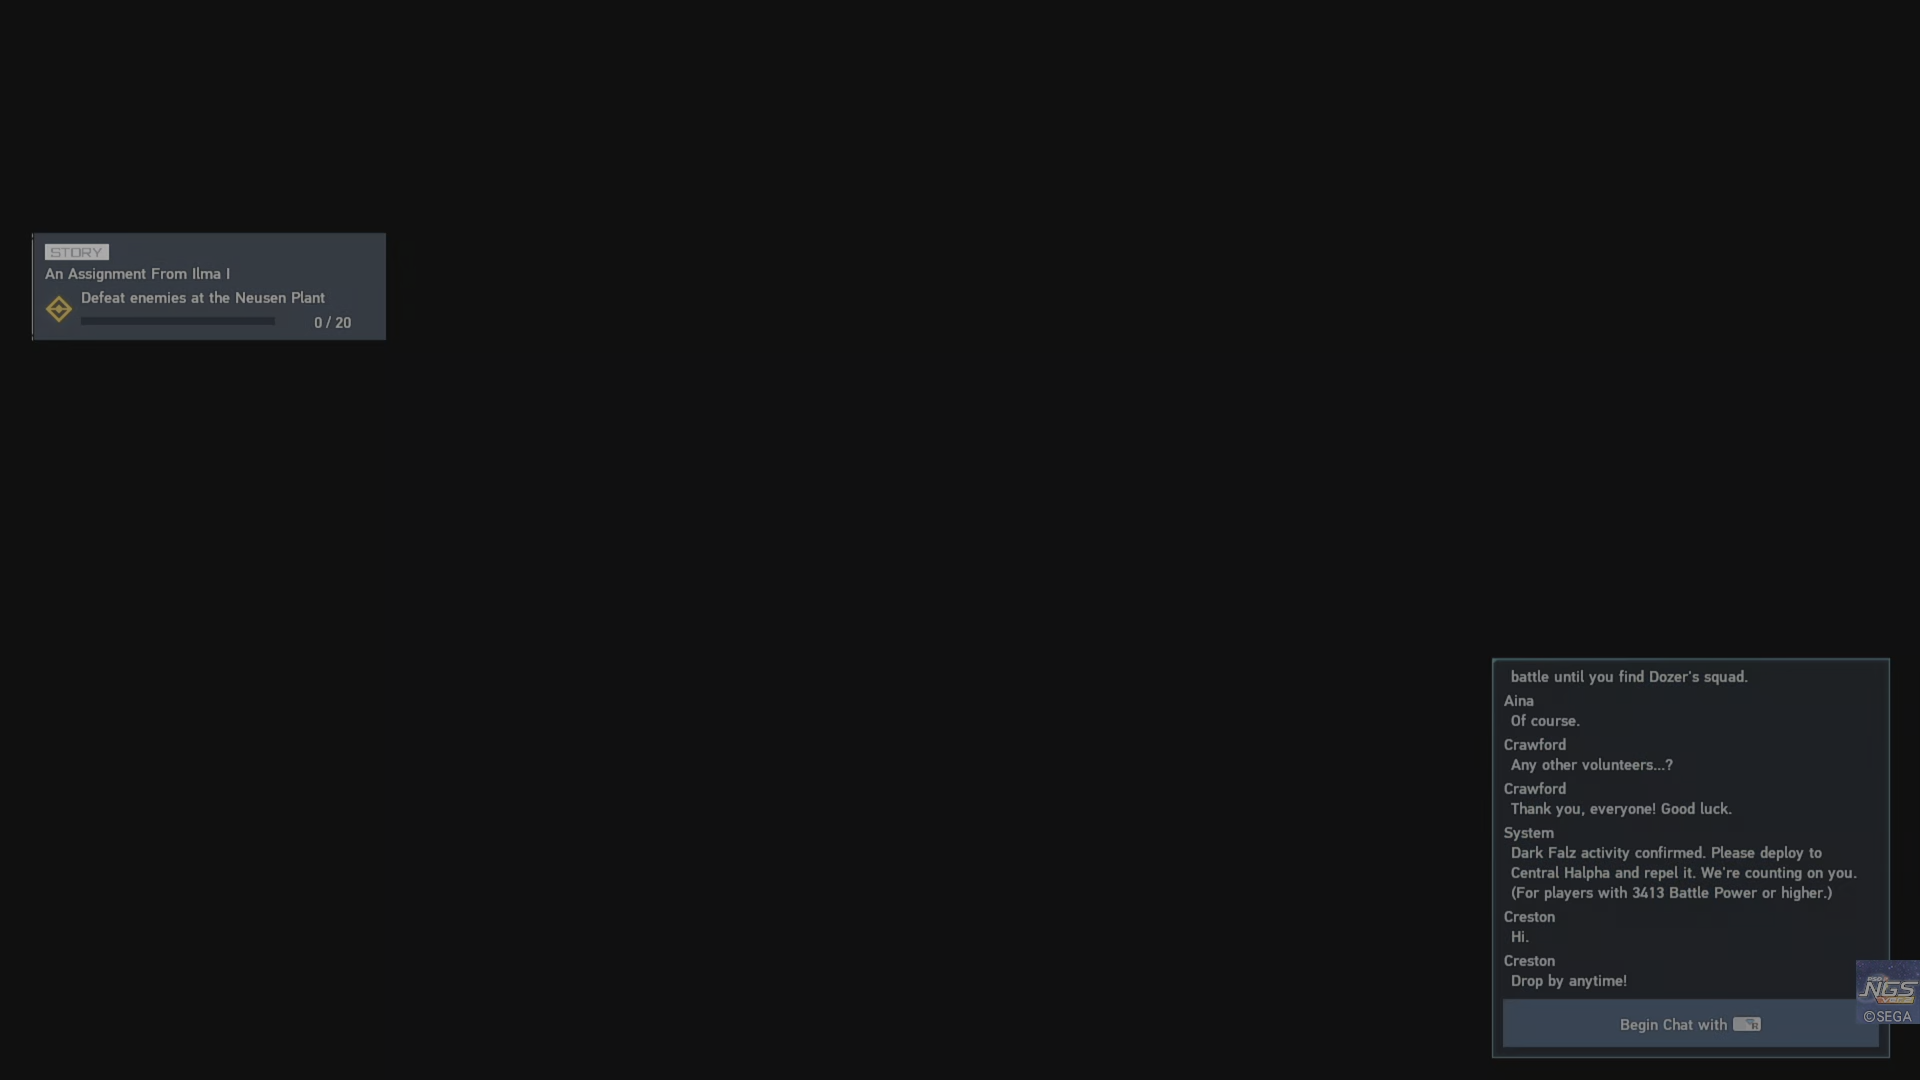 STORY
An Assignment From Ilma I
Defeat enemies at the Neusen Plant
0 / 20
battle until you find Dozer's squad.
Aina
Of course.
Crawford
Any other volunteers...?
Crawford
Thank you, everyone! Good luck.
System
Dark Falz activity confirmed. Please deploy to
Central Halpha and repel it. We're counting on you.
(For players with 3413 Battle Power or higher.)
Creston
Hi.
Creston
Drop by anytime!
Begin Chat with
NGS
©SEGA